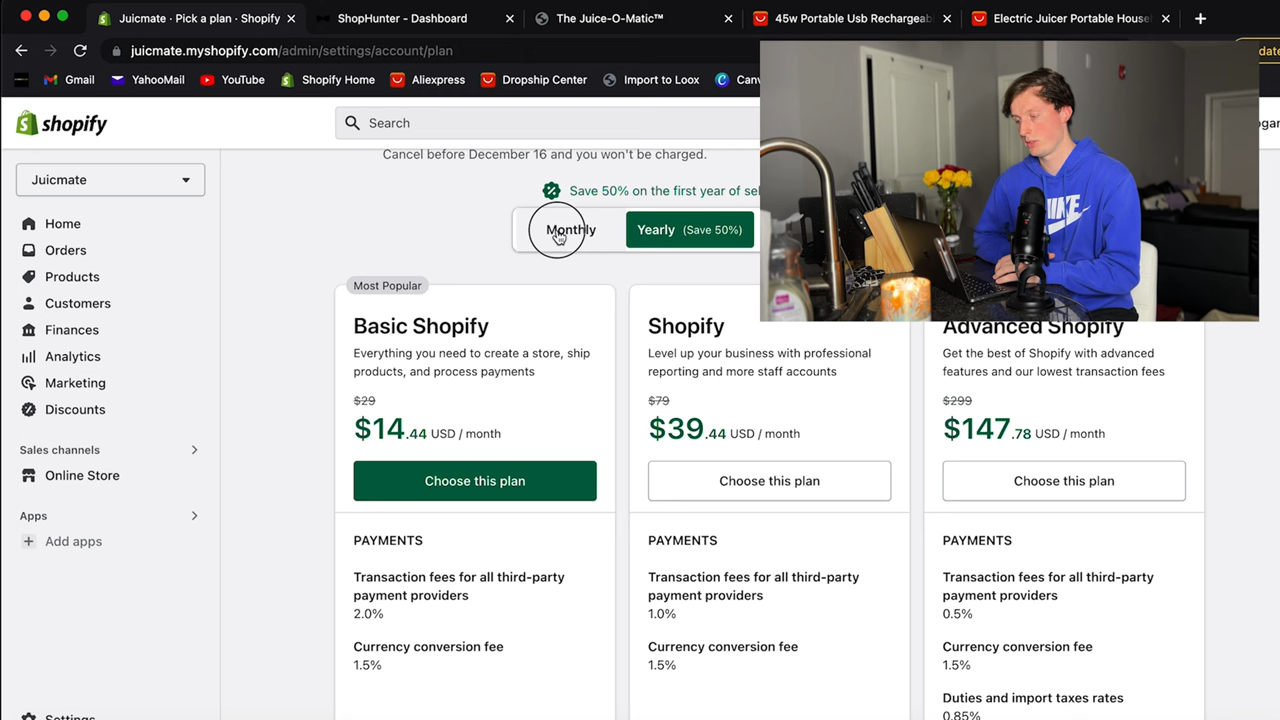 Juicmate · Pick a plan · Shopify
ShopHunter - Dashboard
The Juice-O-Matic™
45w Portable Usb Rechargeab
Electric Juicer Portable House
juicmate.myshopify.com/admin/settings/account/plan
date
Gmail
YahooMail
YouTube
Shopify Home
Aliexpress
Dropship Center
Import to Loox
Canv
shopify
Search
ogar
Juicmate
Home
Orders
Products
Customers
Finances
Analytics
Marketing
Discounts
Sales channels
Online Store
Apps
Add apps
Settings
Cancel before December 16 and you won't be charged.
Save 50% on the first year of sel
Monthly
Yearly (Save 50%)
Most Popular
Basic Shopify
Everything you need to create a store, ship
products, and process payments
$29
$14.44 USD / month
Choose this plan
PAYMENTS
Transaction fees for all third-party
payment providers
2.0%
Currency conversion fee
1.5%
Shopify
Level up your business with professional
reporting and more staff accounts
$79
$39.44 USD / month
Choose this plan
PAYMENTS
Transaction fees for all third-party
payment providers
1.0%
Currency conversion fee
1.5%
Advanced Shopify
Get the best of Shopify with advanced
features and our lowest transaction fees
$299
$147.78 USD / month
Choose this plan
PAYMENTS
Transaction fees for all third-party
payment providers
0.5%
Currency conversion fee
1.5%
Duties and import taxes rates
0.85%
NIKE